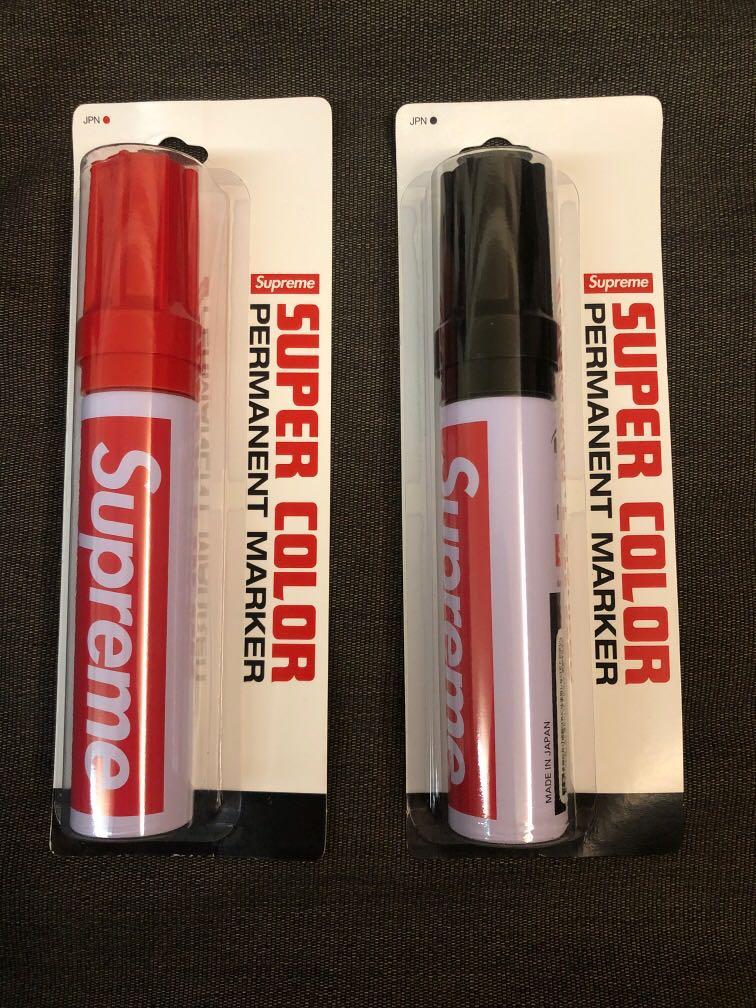 JPN
Supreme
SUPER COLOR
PERMANENT MARKER
Supreme
JPN
Supreme
SUPER COLOR
PERMANENT MARKER
Supreme
MADE IN JAPAN